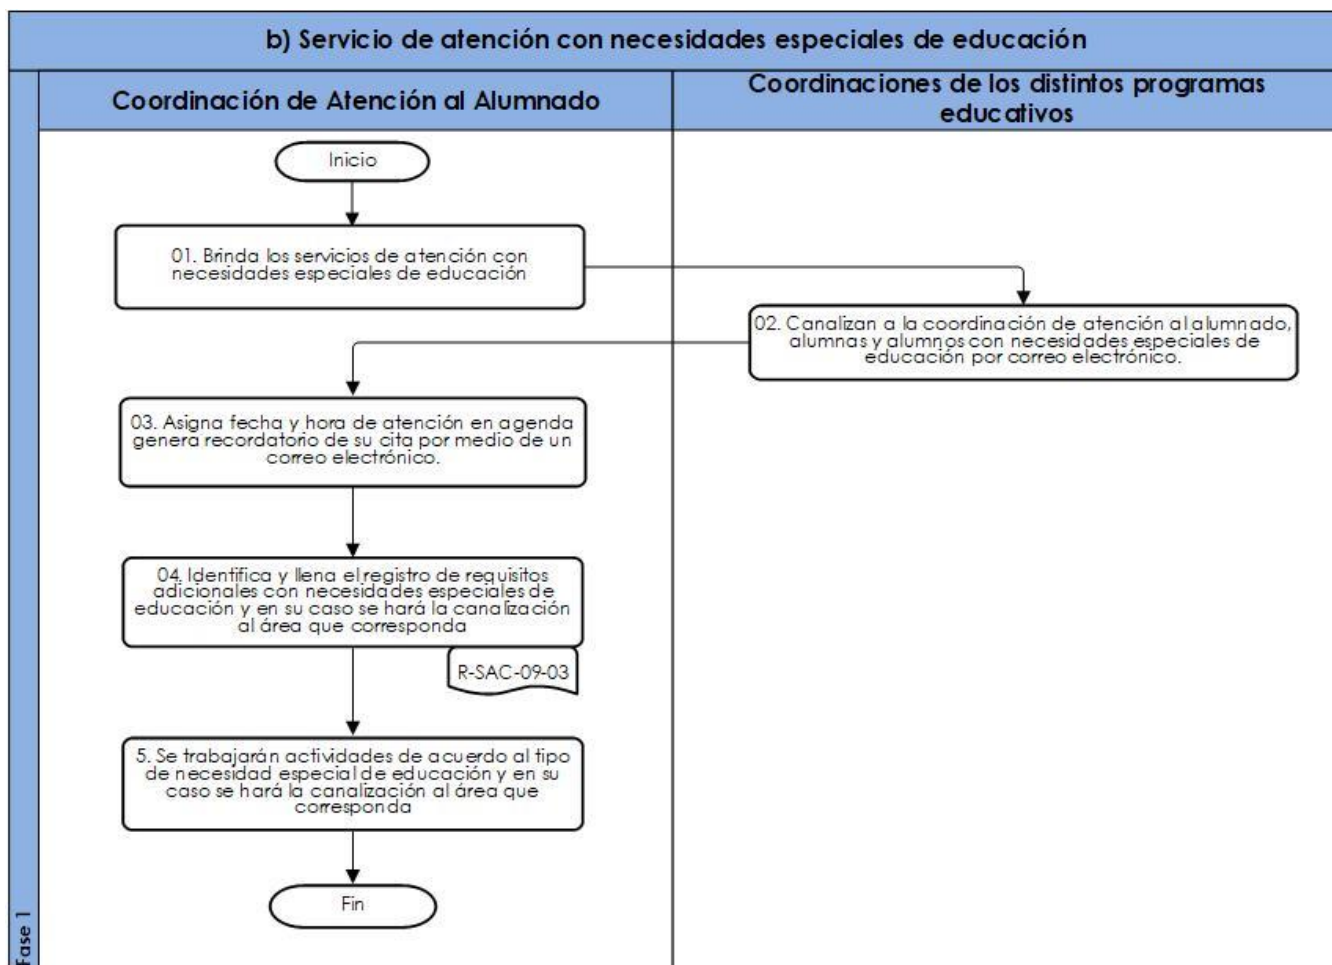 b) Servicio de atención con necesidades especiales de educación
Coordinación de Atención al Alumnado
Coordinaciones de los distintos programas
educativos
Inicio
01. Brinda los servicios de atención con
necesidades especiales de educación
02. Canalizan a la coordinación de atención al alumnado,
alumnas y alumnos con necesidades especiales de
educación por correo electrónico.
03. Asigna fecha y hora de atención en agenda
genera recordatorio de su cita por medio de un
correo electrónico.
04. Identifica y llena el registro de requisitos
adicionales con necesidades especiales de
educación y en su caso se hará la canalización
al área que corresponda
R-SAC-09-03
5. Se trabajarán actividades de acuerdo al tipo
de necesidad especial de educación y en su
caso se hará la canalización al área que
corresponda
Fin
Fase 1